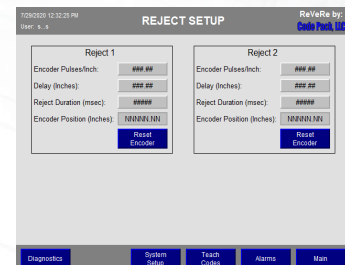 7/29/2020 12:32:25 PM
User: s...s
REJECT SETUP
ReVeRe by:
Code Pack, LLC
Reject 1
Encoder Pulses/Inch: ###.##
Delay (Inches): ###.##
Reject Duration (msec): #####
Encoder Position (Inches): NNNNN.NN
Reset
Encoder
Reject 2
Encoder Pulses/Inch: ###.##
Delay (Inches): ###.##
Reject Duration (msec): #####
Encoder Position (Inches): NNNNN.NN
Reset
Encoder
Diagnostics
System
Setup
Teach
Codes
Alarms
Main